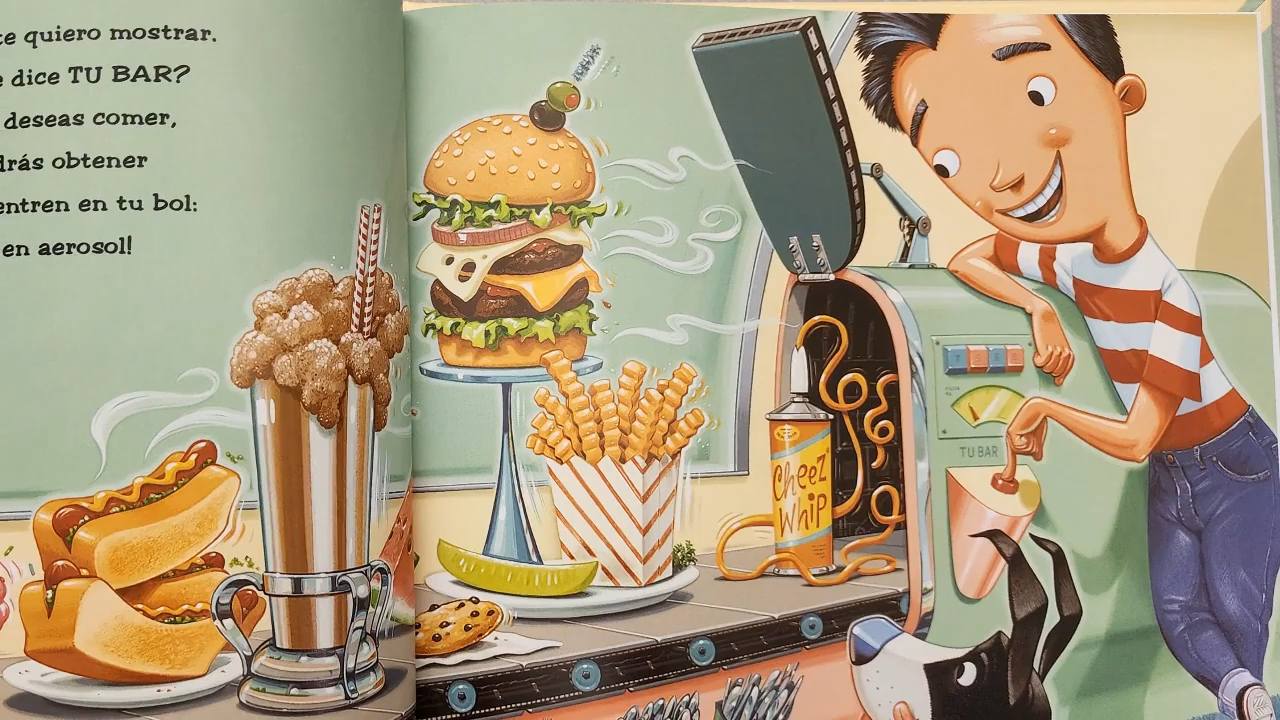 te quiero mostrar.
e dice TU BAR?
deseas comer,
drás obtener
entren en tu bol:
en aerosol!
CheeZ
Whip
TU BAR